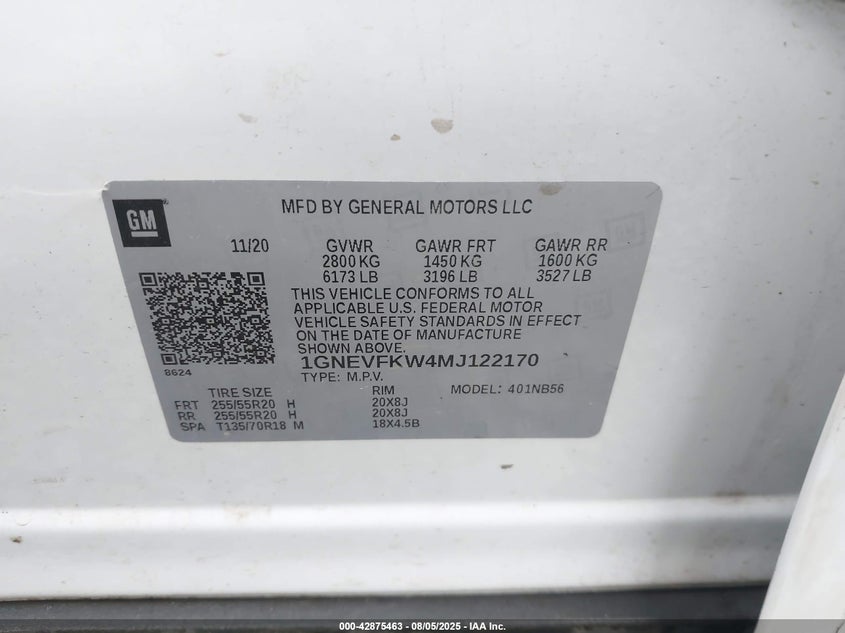 GM
MFD BY GENERAL MOTORS LLC
11/20 GVWR GAWR FRT GAWR RR
2800 KG 1450 KG 1600 KG
6173 LB 3196 LB 3527 LB
THIS VEHICLE CONFORMS TO ALL
APPLICABLE U.S. FEDERAL MOTOR
VEHICLE SAFETY STANDARDS IN EFFECT
ON THE DATE OF MANUFACTURE
SHOWN ABOVE.
1GNEVFKW4MJ122170
8624
TYPE: M.P.V.
TIRE SIZE RIM MODEL: 401NB56
FRT 255/55R20 H 20X8J
RR 255/55R20 H 20X8J
SPA T135/70R18 M 18X4.5B
000-42875463 - 08/05/2025 - IAA Inc.